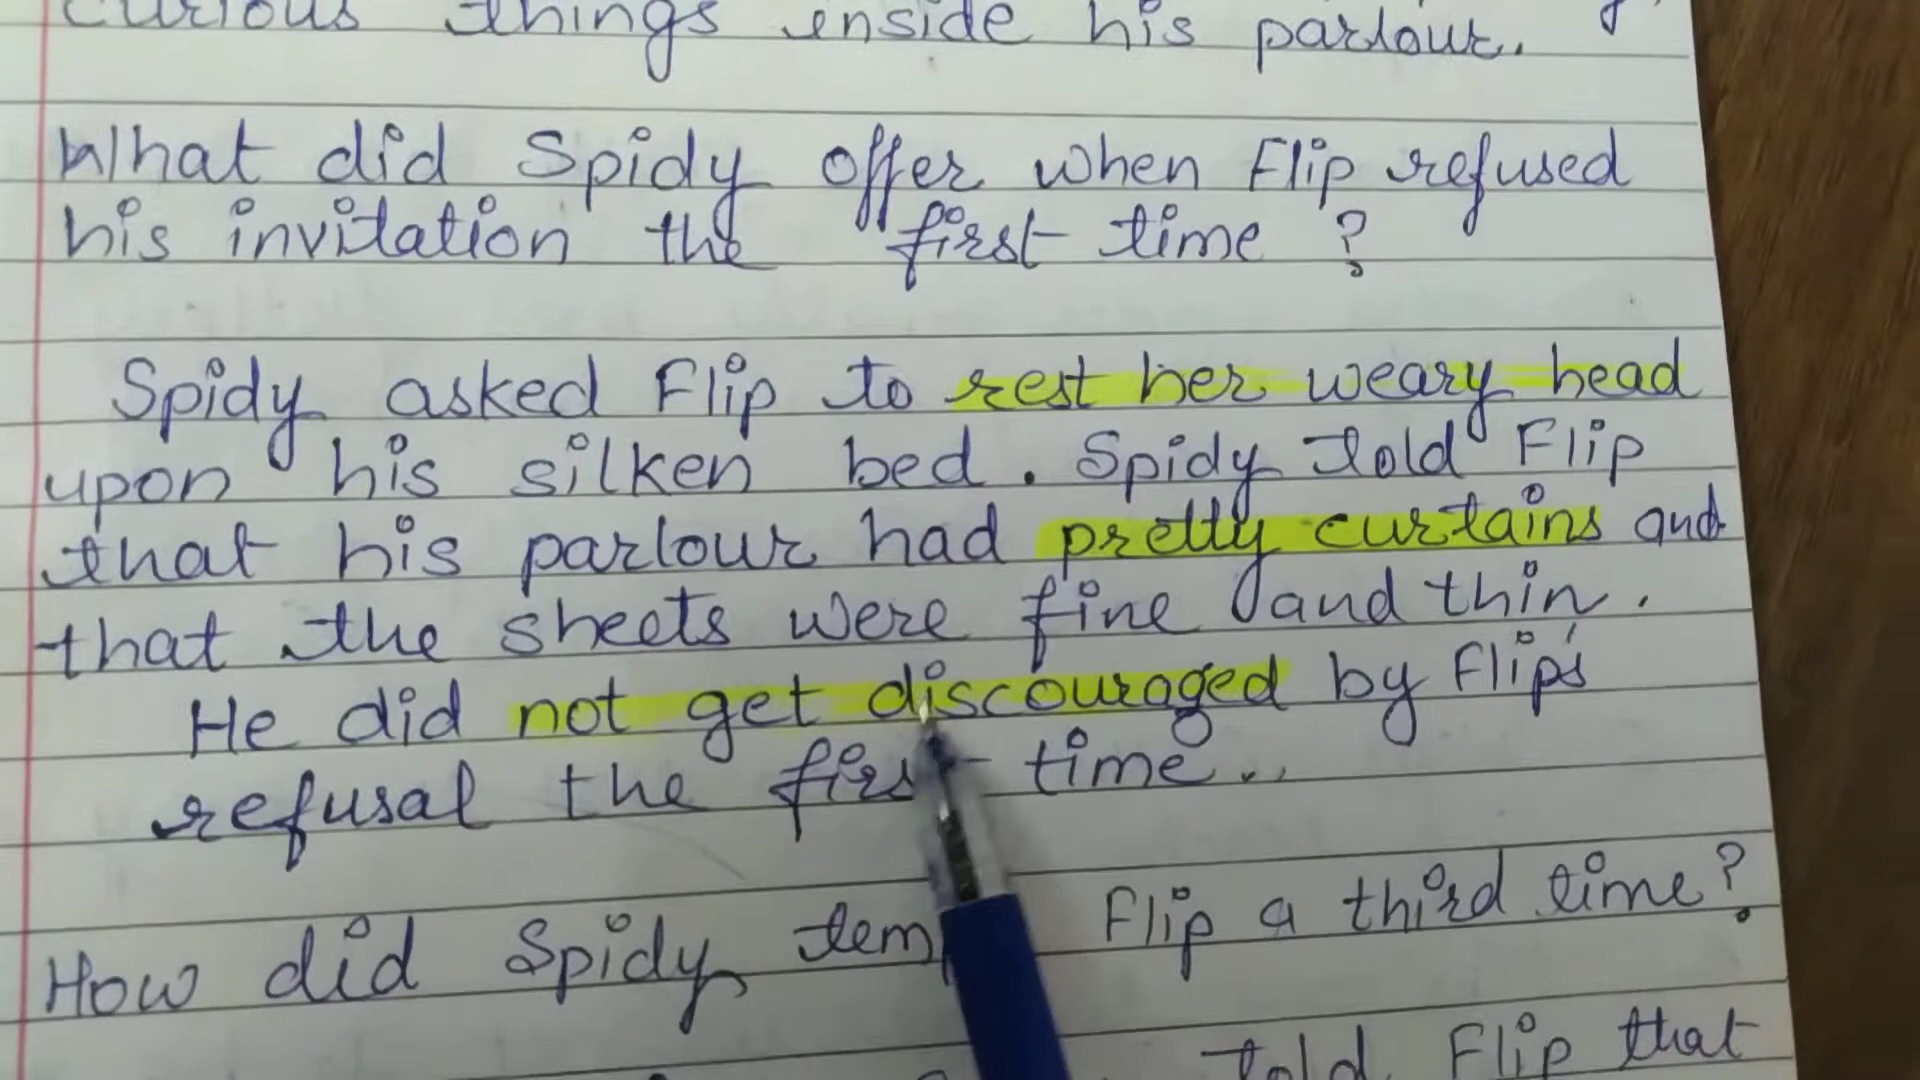 curious things inside his parlour.
What did Spidy offer when Flip refused
his invitation the first time ?
Spidy asked Flip to rest her weary head
upon his silken bed. Spidy told Flip
that his parlour had pretty curtains and
that the sheets were fine and thin.
He did not get discouraged by Flip's
refusal the first time..
How did Spidy Flip a third time?
told Flip that